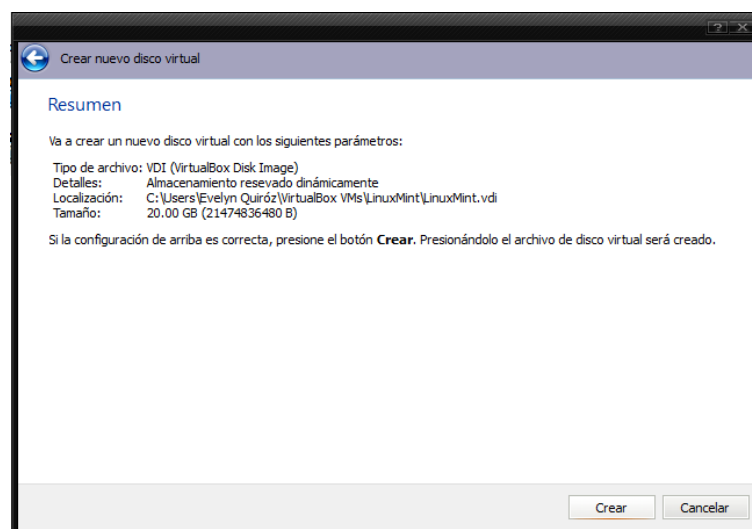 Crear nuevo disco virtual
Resumen
Va a crear un nuevo disco virtual con los siguientes parámetros:
Tipo de archivo: VDI (VirtualBox Disk Image)
Detalles: Almacenamiento resevado dinámicamente
Localización: C:\Users\Evelyn Quiróz\VirtualBox VMs\LinuxMint\LinuxMint.vdi
Tamaño: 20.00 GB (21474836480 B)
Si la configuración de arriba es correcta, presione el botón Crear. Presionándolo el archivo de disco virtual será creado.
Crear Cancelar